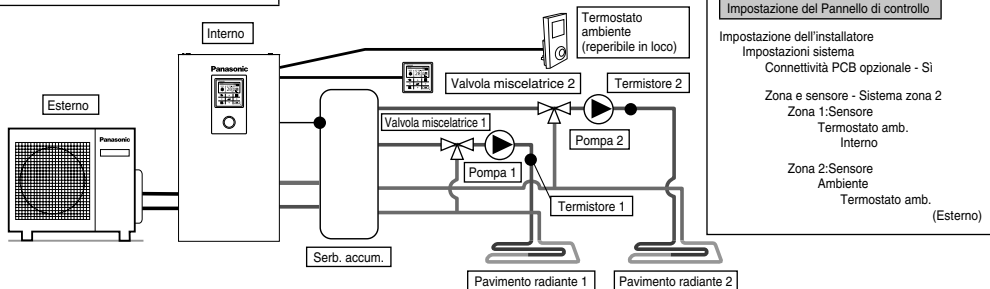 Interno
Panasonic
Esterno
Panasonic
Termostato
ambiente
(reperibile in loco)
Valvola miscelatrice 2
Termistore 2
Valvola miscelatrice 1
Pompa 2
Pompa 1
Termistore 1
Serb. accum.
Pavimento radiante 1
Pavimento radiante 2
Impostazione del Pannello di controllo
Impostazione dell'installatore
Impostazioni sistema
Connettività PCB opzionale - Sì
Zona e sensore - Sistema zona 2
Zona 1:Sensore
Termostato amb.
Interno
Zona 2:Sensore
Ambiente
Termostato amb.
(Esterno)